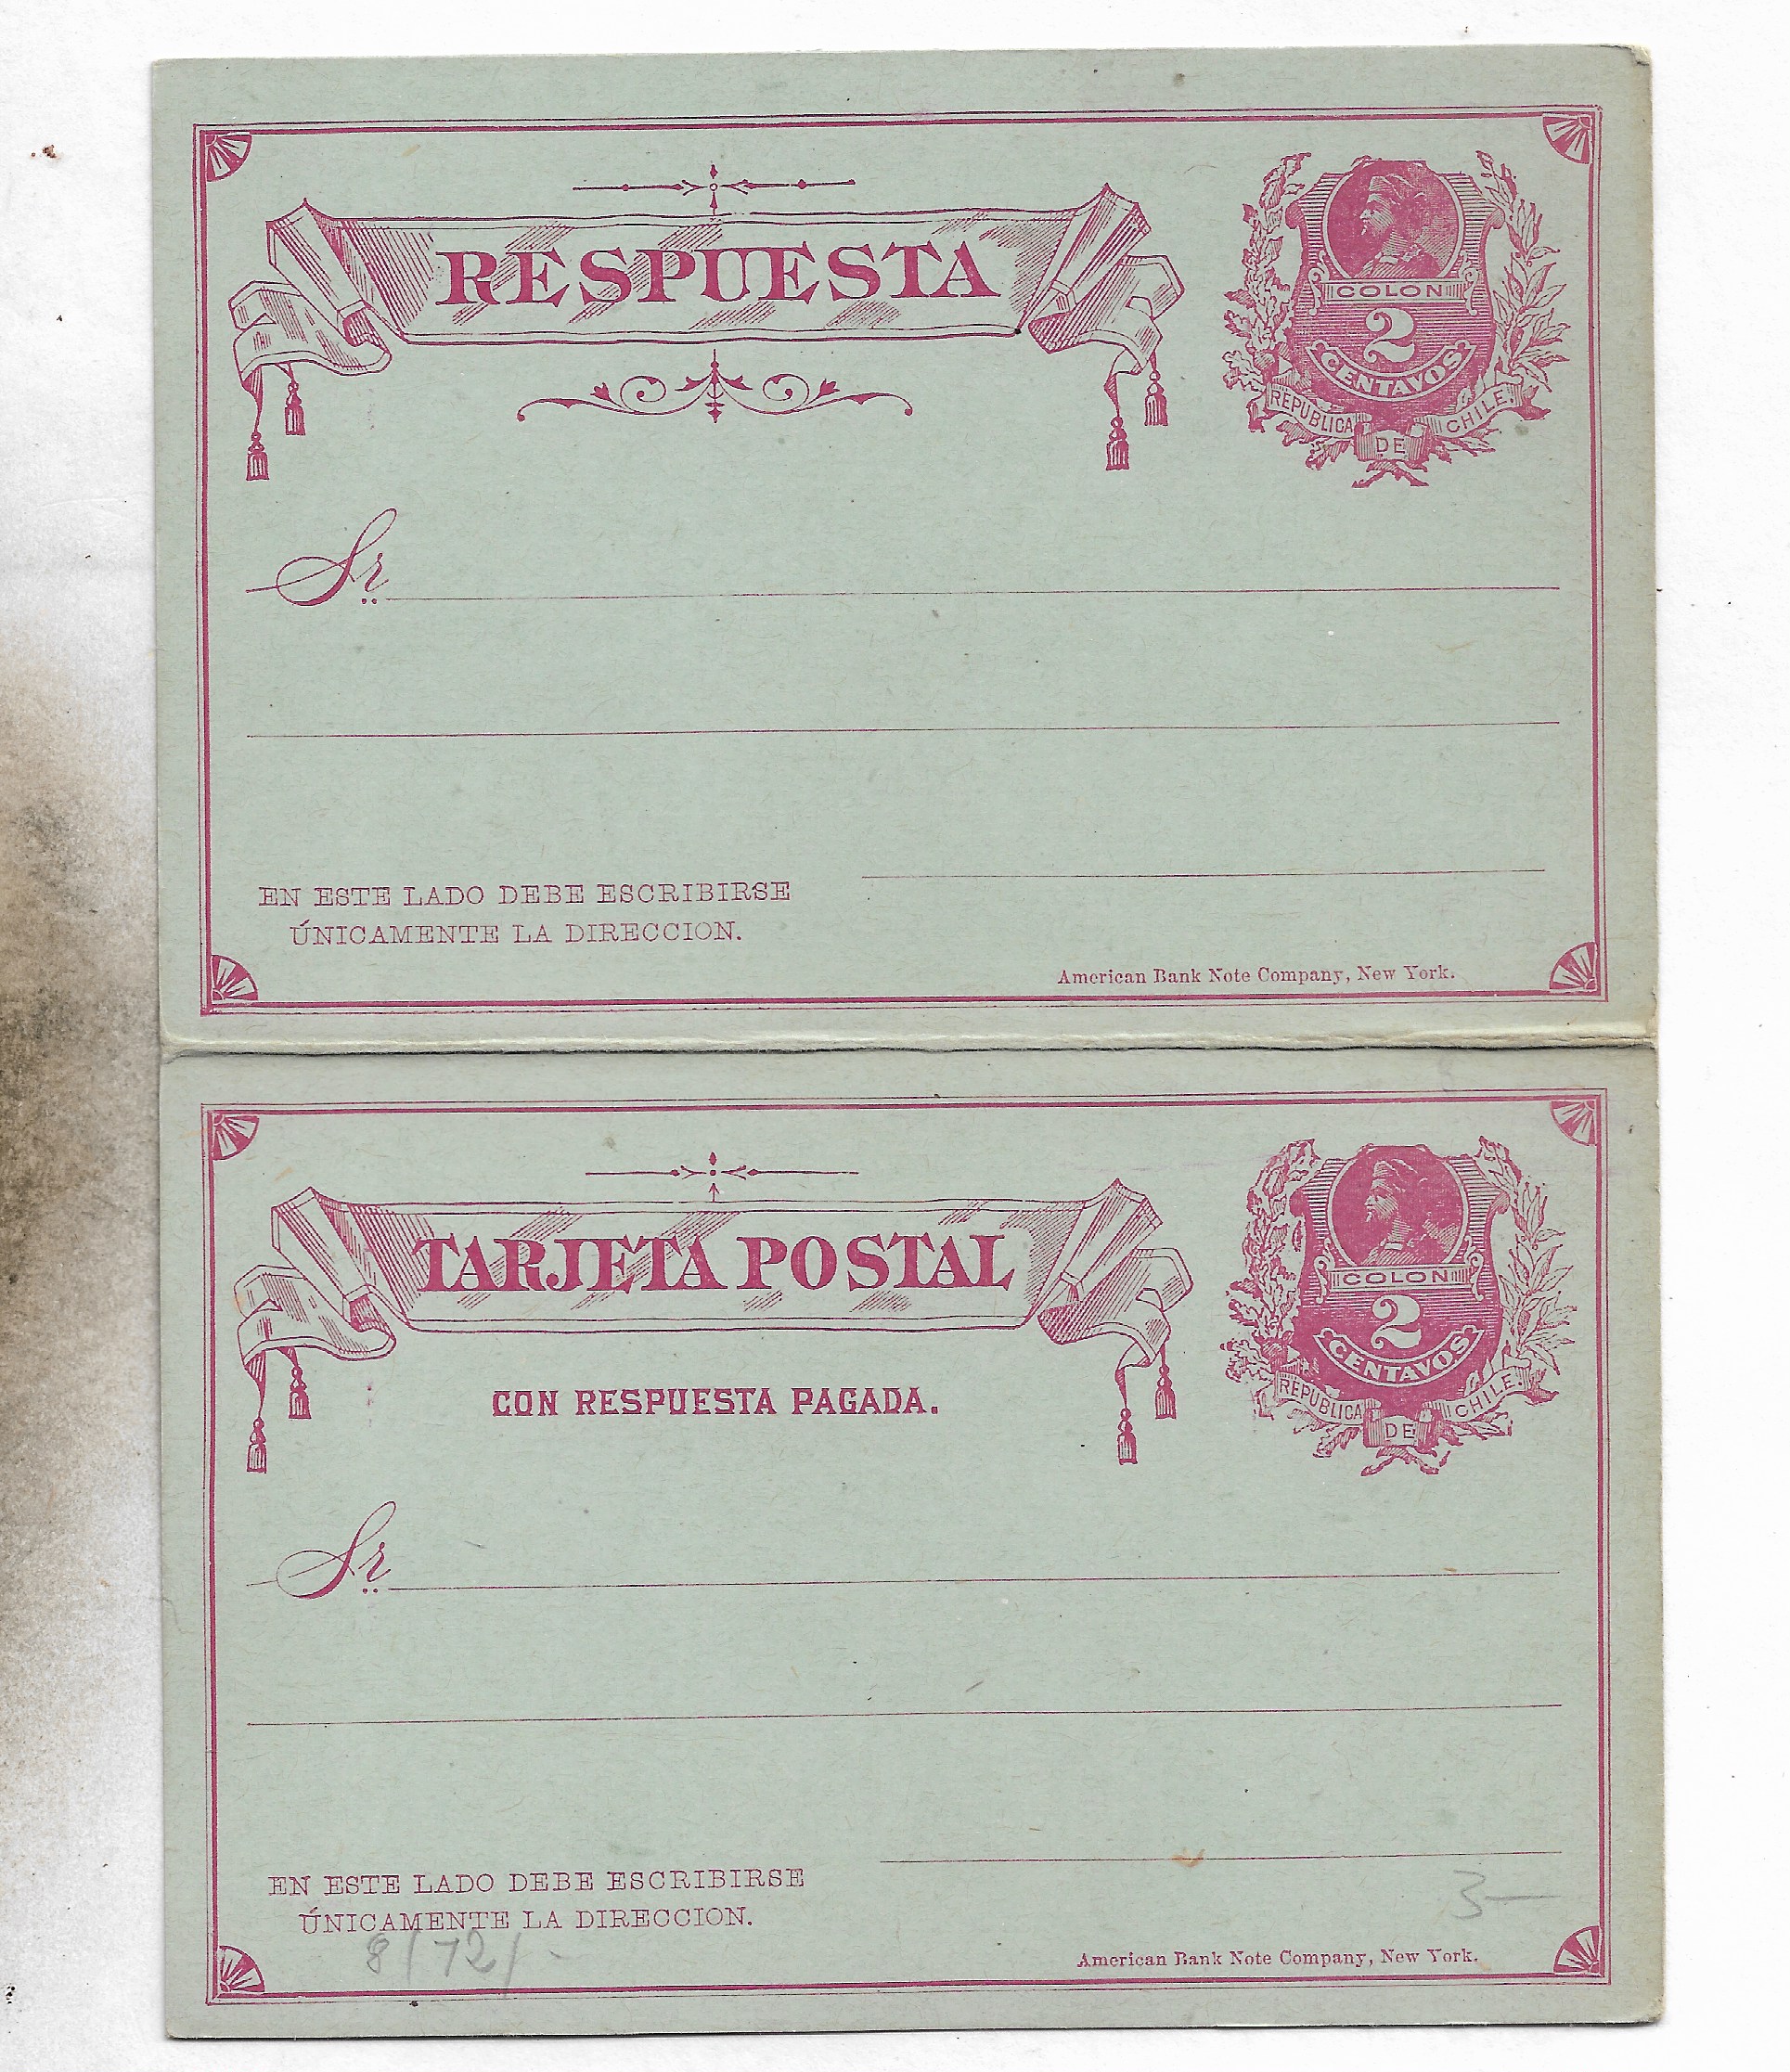 RESPUESTA
COLON
2
CENTAVOS
REPUBLICA DE CHILE.
Sr.
EN ESTE LADO DEBE ESCRIBIRSE
ÚNICAMENTE LA DIRECCION.
American Bank Note Company, New York.
TARJETA POSTAL
COLON
2
CENTAVOS
REPUBLICA DE CHILE.
CON RESPUESTA PAGADA.
Sr.
EN ESTE LADO DEBE ESCRIBIRSE
3—
ÚNICAMENTE LA DIRECCION.
8/72/-
American Bank Note Company, New York.